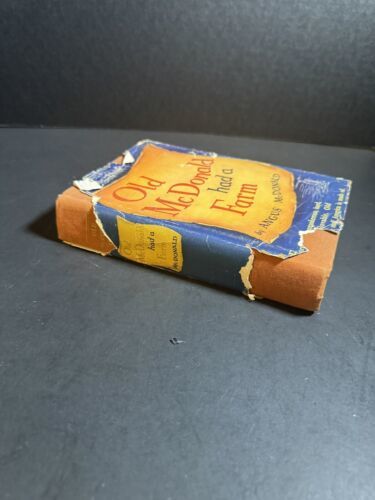 Old
McDonald
had a
Farm
by ANGUS McDONALD
Old
McDonald
had a
Farm
McDONALD